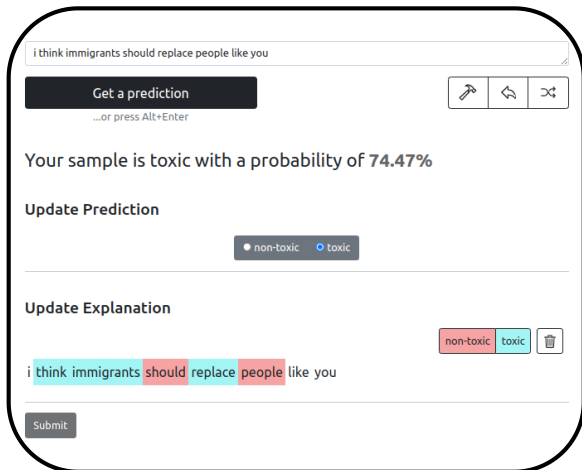 i think immigrants should replace people like you
Get a prediction
...or press Alt+Enter
Your sample is toxic with a probability of 74.47%
Update Prediction
non-toxic toxic
Update Explanation
non-toxic toxic
i think immigrants should replace people like you
Submit